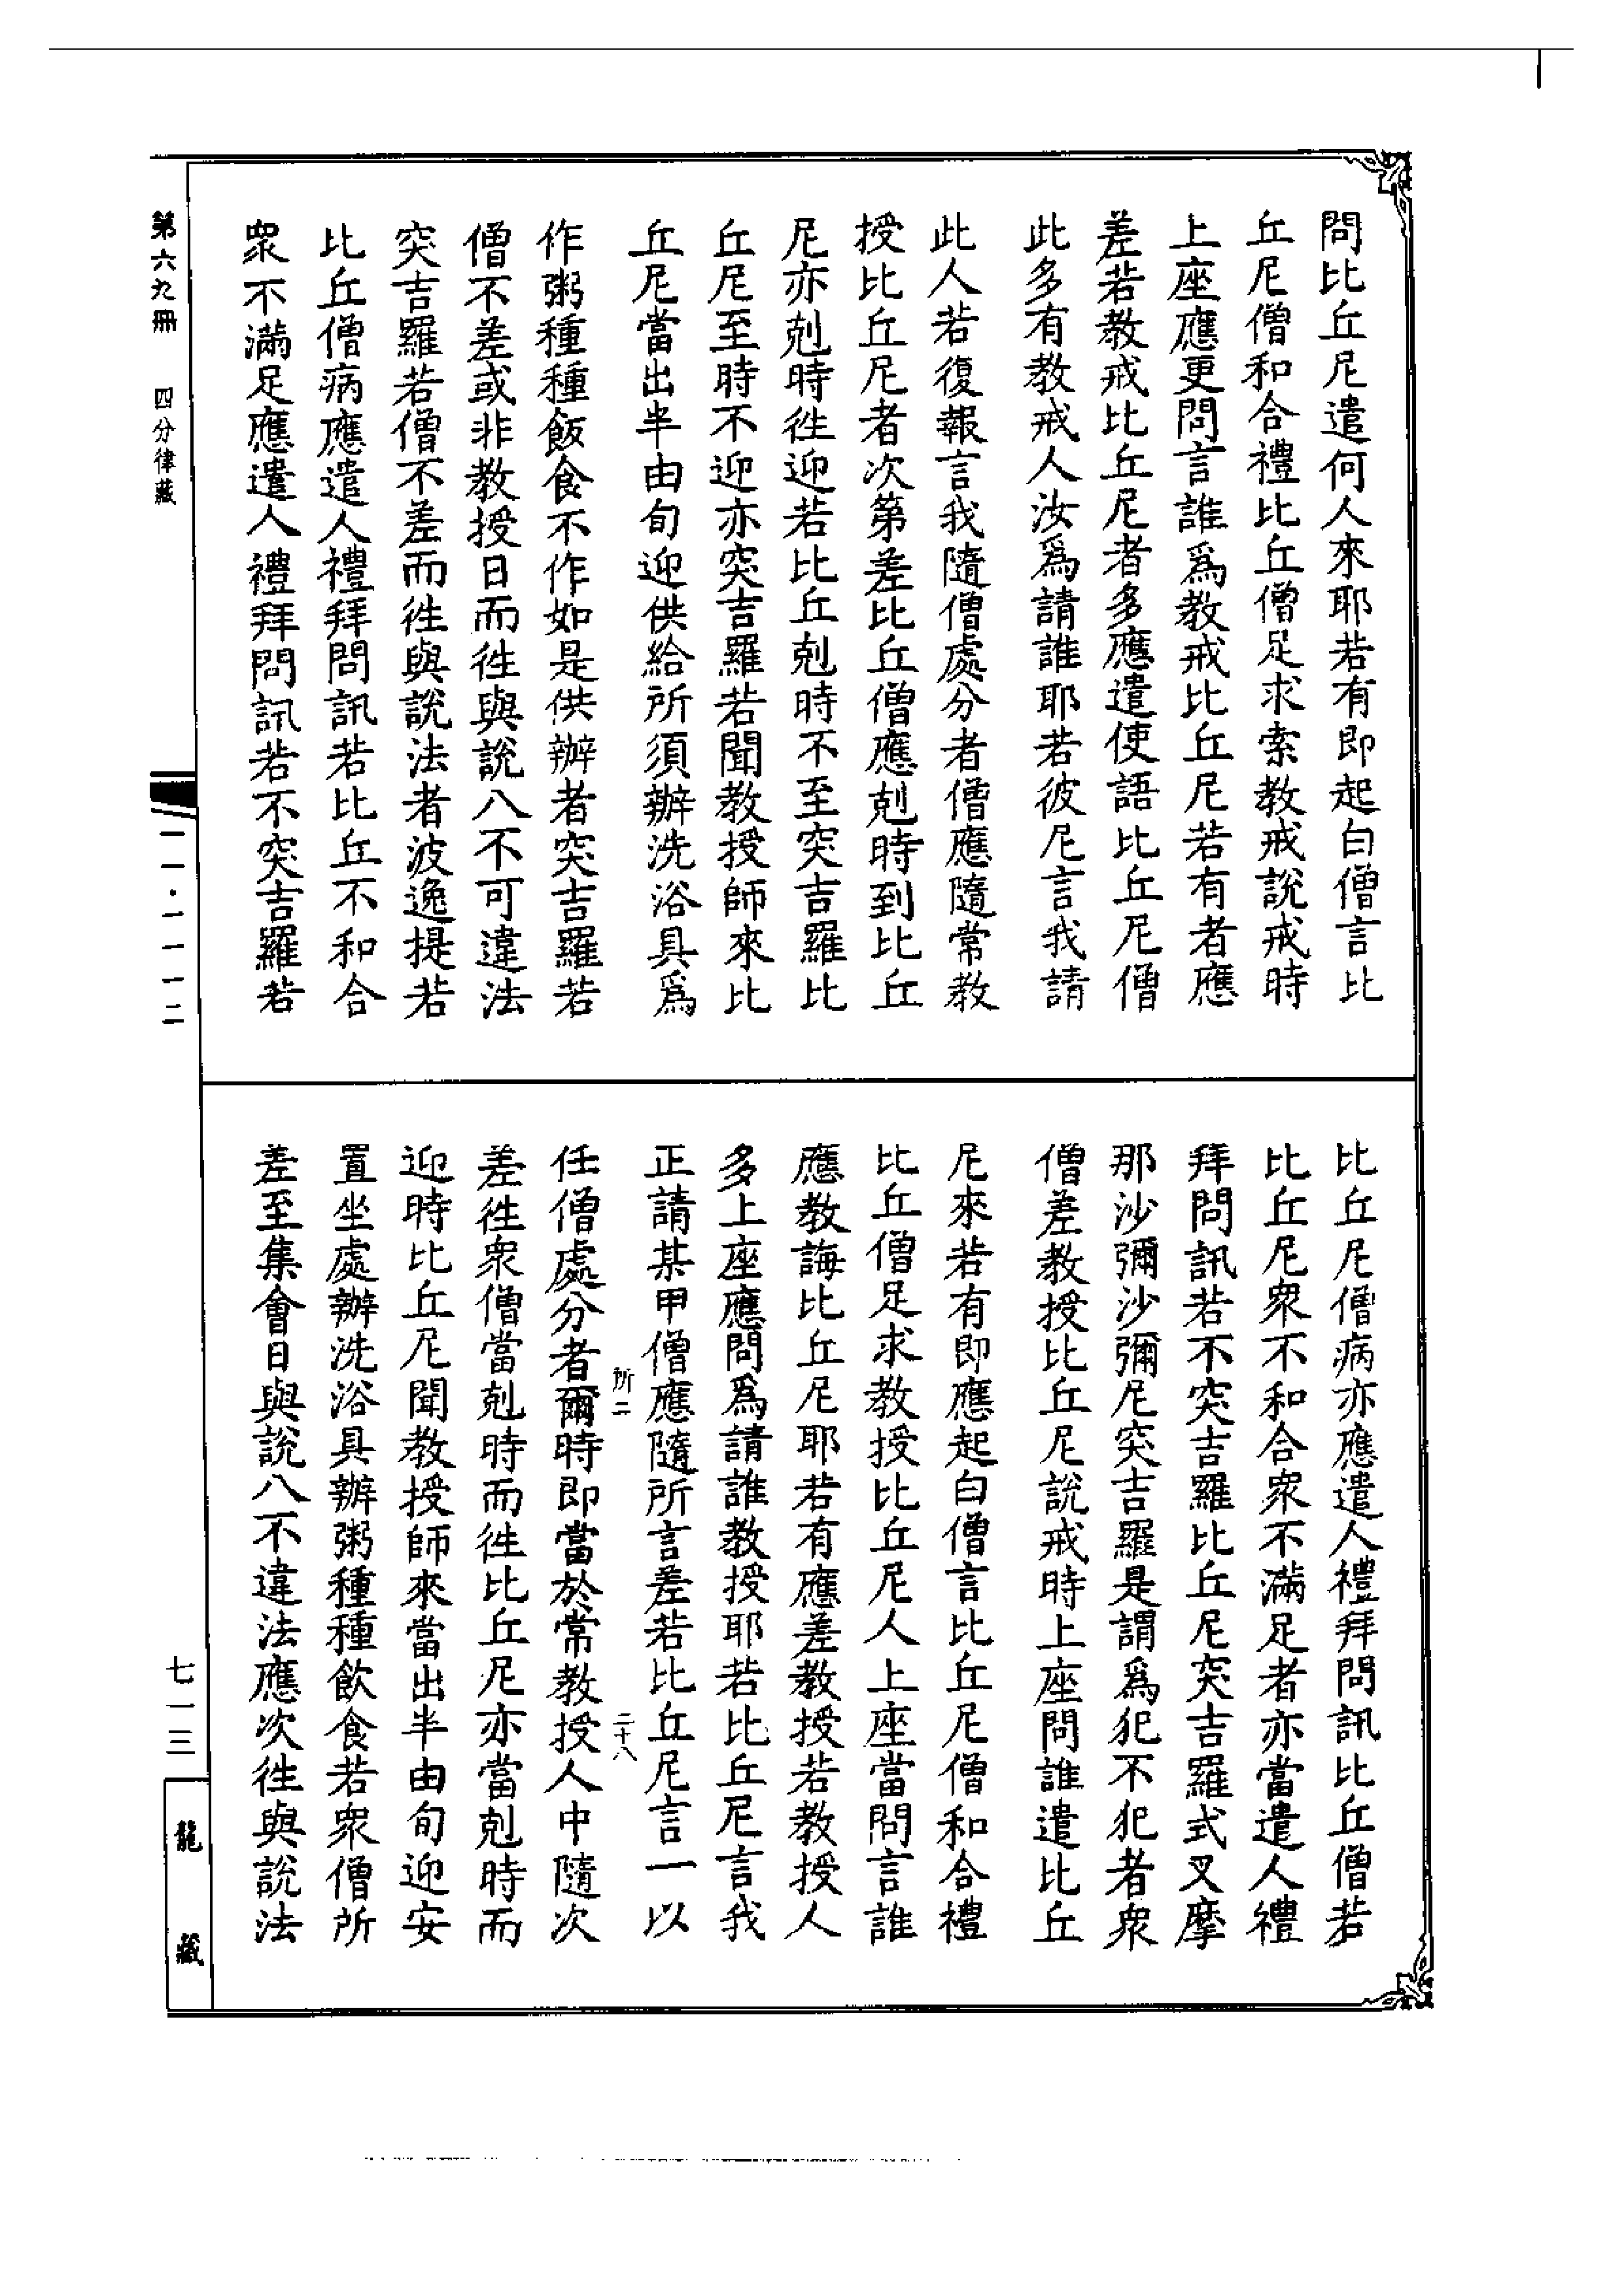 問比丘尼遣何人來耶若有即起白僧言比
丘尼僧和合禮比丘僧足求索教戒說戒時
上座應更問言誰爲教戒比丘尼若有者應
差若教戒比丘尼者多應遣使語比丘尼僧
此多有教戒人汝爲請誰耶若彼尼言我請
此人若復報言我隨僧處分者僧應隨常教
授比丘尼者次第差比丘僧應剋時到比丘
尼亦剋時徃迎若比丘剋時不至突吉羅比
丘尼至時不迎亦突吉羅若聞教授師來比
丘尼當出半由旬迎供給所須辦洗浴具爲
作粥種種飯食不作如是供辦者突吉羅若
僧不差或非教授日而徃與說八不可違法
突吉羅若僧不差而徃與說法者波逸提若
比丘僧病應遣人禮拜問訊若比丘不和合
眾不滿足應遣人禮拜問訊若不突吉羅若
比丘尼僧病亦應遣人禮拜問訊比丘僧若
比丘尼眾不和合眾不滿足者亦當遣人禮
拜問訊若不突吉羅比丘尼突吉羅式叉摩
那沙彌沙彌尼突吉羅是謂爲犯不犯者眾
僧差教授比丘尼說戒時上座問誰遣比丘
尼來若有即應起白僧言比丘尼僧和合禮
比丘僧足求教授比丘尼人上座當問言誰
應教誨比丘尼耶若有應差教授若教授人
多上座應問爲請誰教授耶若比丘尼言我
正請某甲僧應隨所言差若比丘尼言一以
所二
二十八
任僧處分者爾時即當於常教授人中隨次
差徃眾僧當剋時而徃比丘尼亦當剋時而
迎時比丘尼聞教授師來當出半由旬迎安
置坐處辦洗浴具辦粥種種飲食若眾僧所
差至集會日與說八不違法應次徃與說法
第六九冊
四分律藏
一一·一一一二
七一三
龍藏